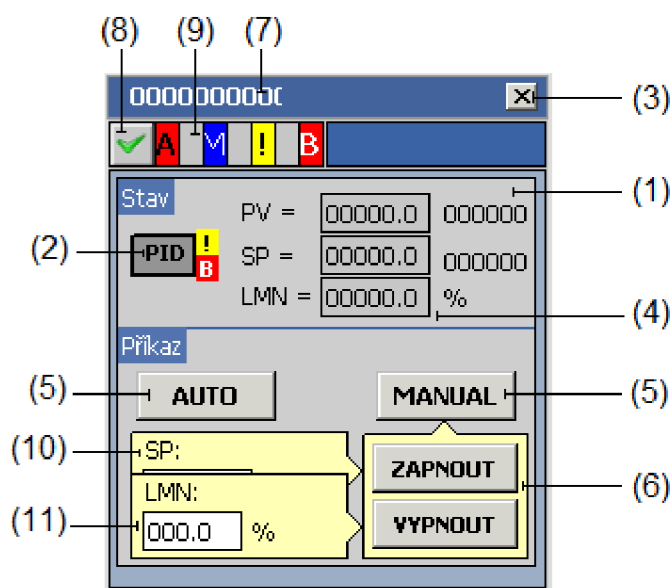 (8) (9) (7)
0000000000 (3)
A M ! B
Stav (1)
PV = 00000.0 000000
(2) PID ! B SP = 00000.0 000000
LMN = 00000.0 % (4)
Příkaz
(5) AUTO MANUAL (5)
(10) SP: ZAPNOUT
LMN: (6)
(11) 000.0 % VYPNOUT